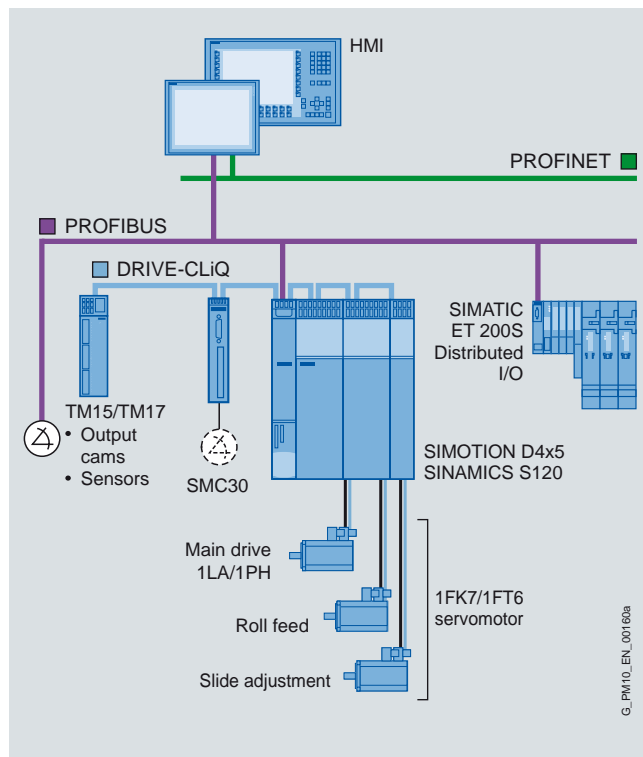 HMI
PROFINET
PROFIBUS
DRIVE-CLiQ
SIMATIC
ET 200S
Distributed
I/O
TM15/TM17
• Output
cams
• Sensors
SMC30
SIMOTION D4x5
SINAMICS S120
Main drive
1LA/1PH
1FK7/1FT6
servomotor
Roll feed
Slide adjustment
G_PM10_EN_00160a